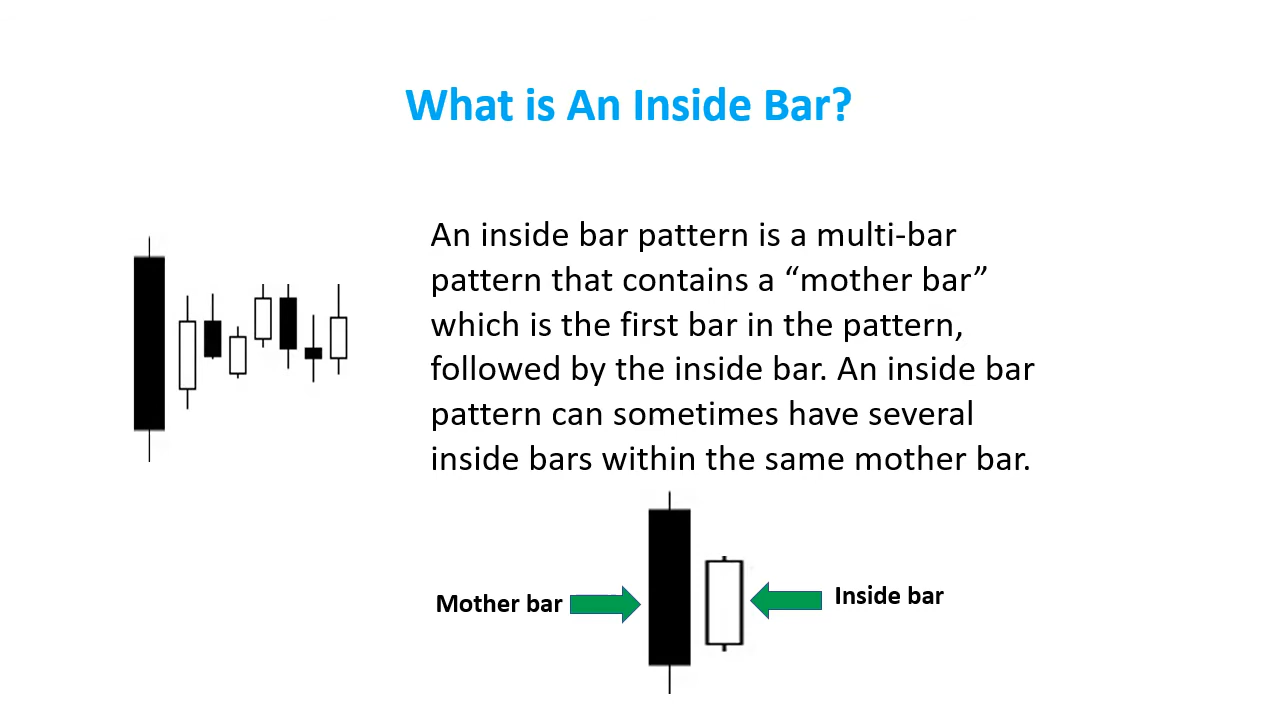 What is An Inside Bar?
An inside bar pattern is a multi-bar
pattern that contains a “mother bar”
which is the first bar in the pattern,
followed by the inside bar. An inside bar
pattern can sometimes have several
inside bars within the same mother bar.
Mother bar
Inside bar